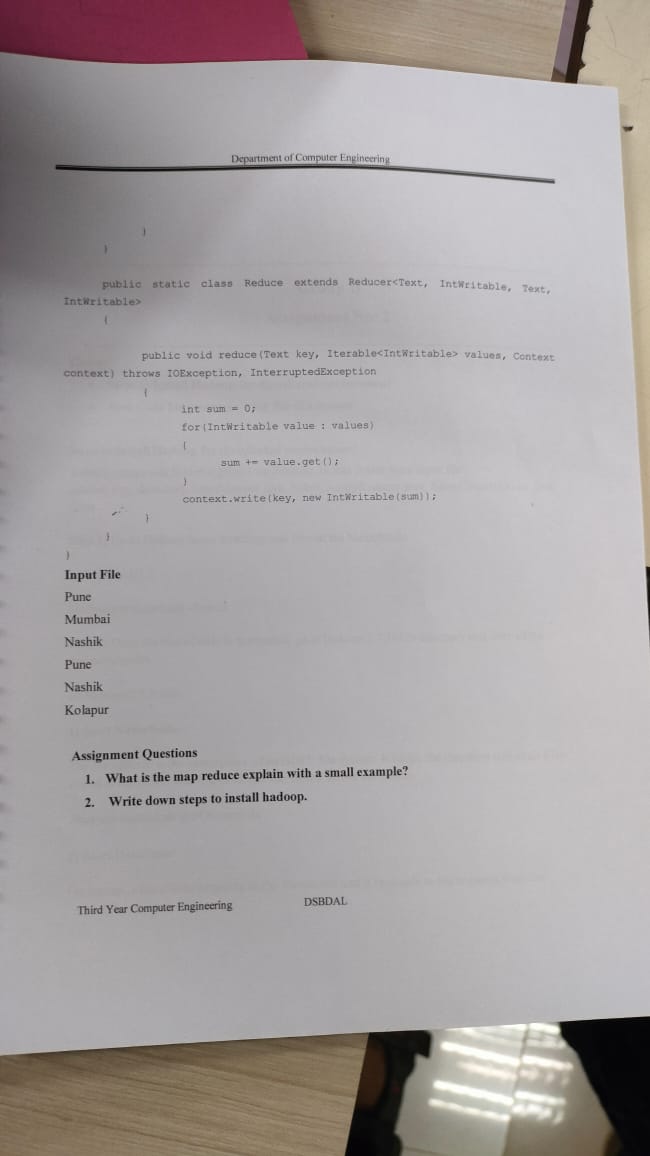 Department of Computer Engineering
}
}
public static class Reduce extends Reducer<Text, IntWritable, Text,
IntWritable>
{
public void reduce(Text key, Iterable<IntWritable> values, Context
context) throws IOException, InterruptedException
{
int sum = 0;
for(IntWritable value : values)
{
sum += value.get();
}
context.write(key, new IntWritable(sum));
}
}
}
Input File
Pune
Mumbai
Nashik
Pune
Nashik
Kolapur
Assignment Questions
1. What is the map reduce explain with a small example?
2. Write down steps to install hadoop.
Third Year Computer Engineering DSBDAL